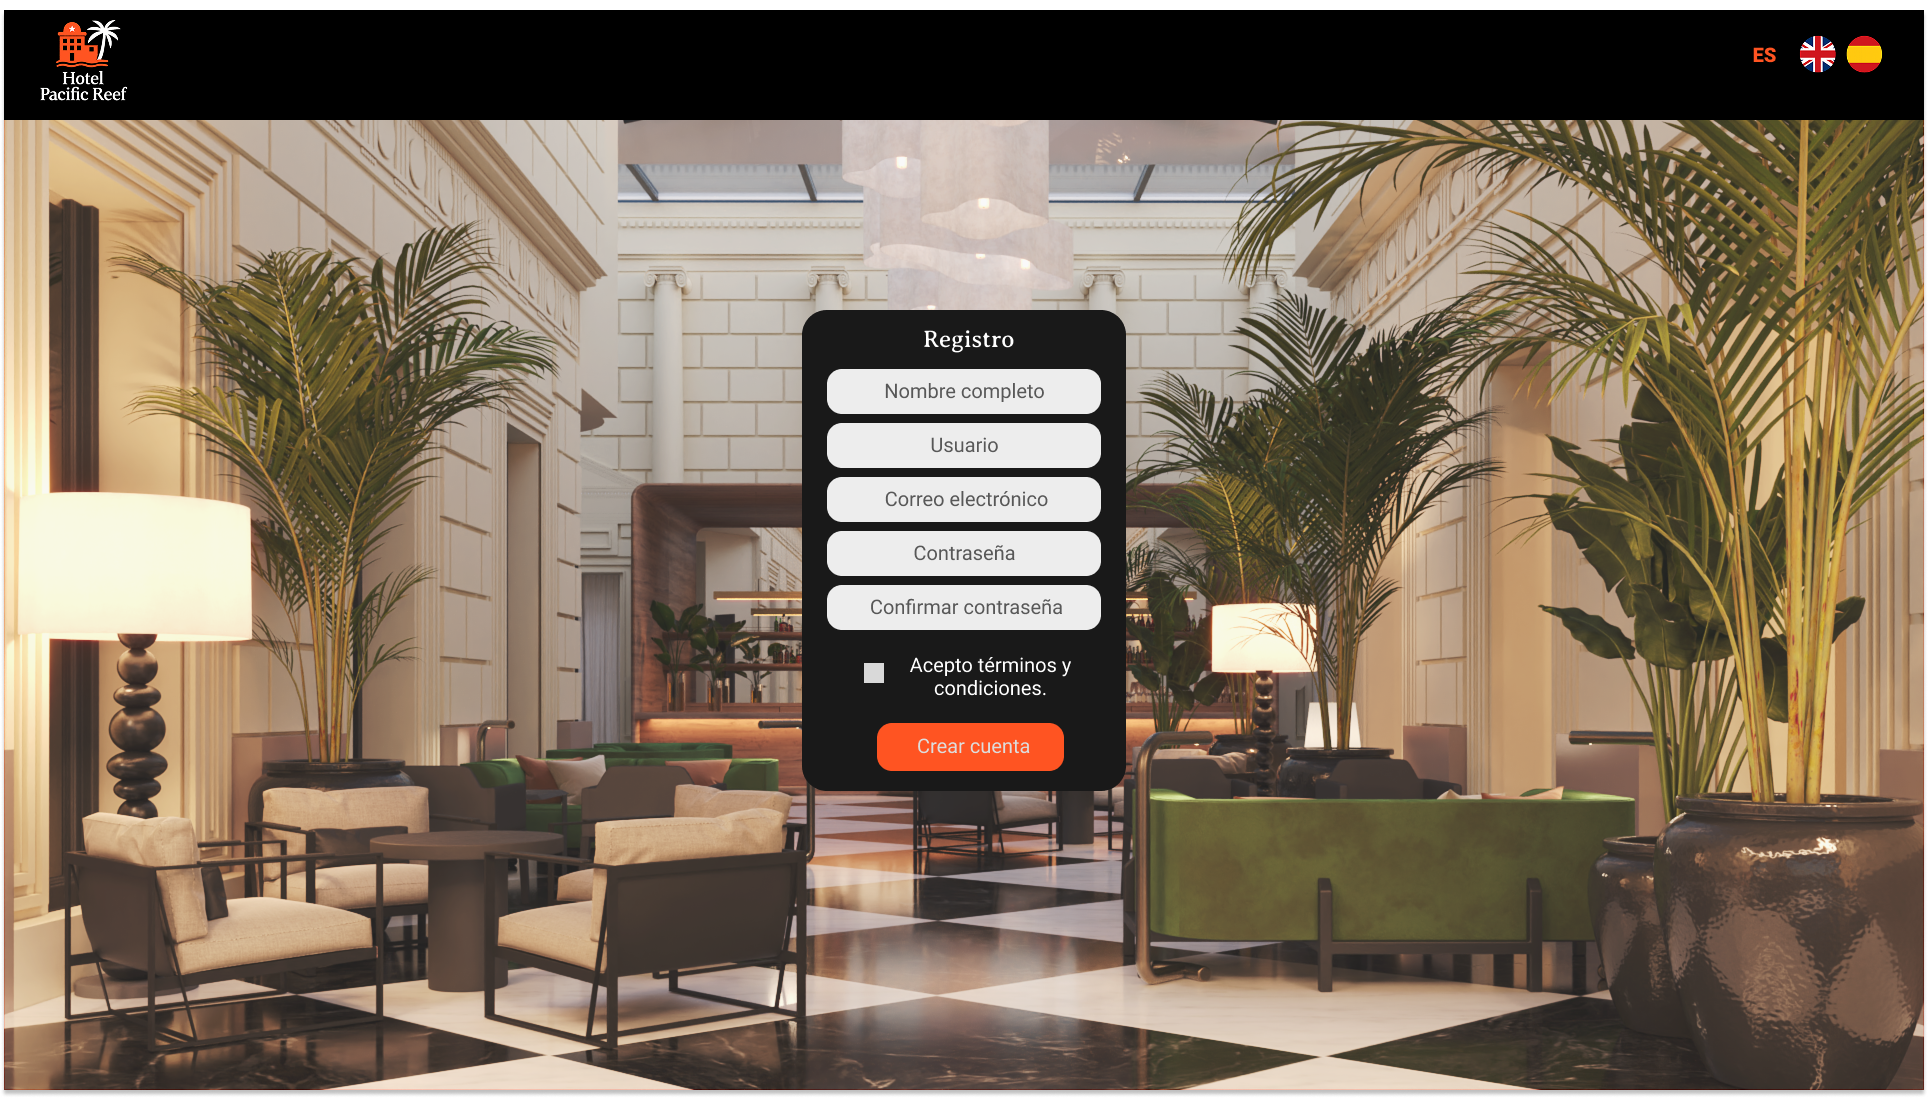 Hotel
Pacific Reef
ES
Registro
Nombre completo
Usuario
Correo electrónico
Contraseña
Confirmar contraseña
Acepto términos y
condiciones.
Crear cuenta